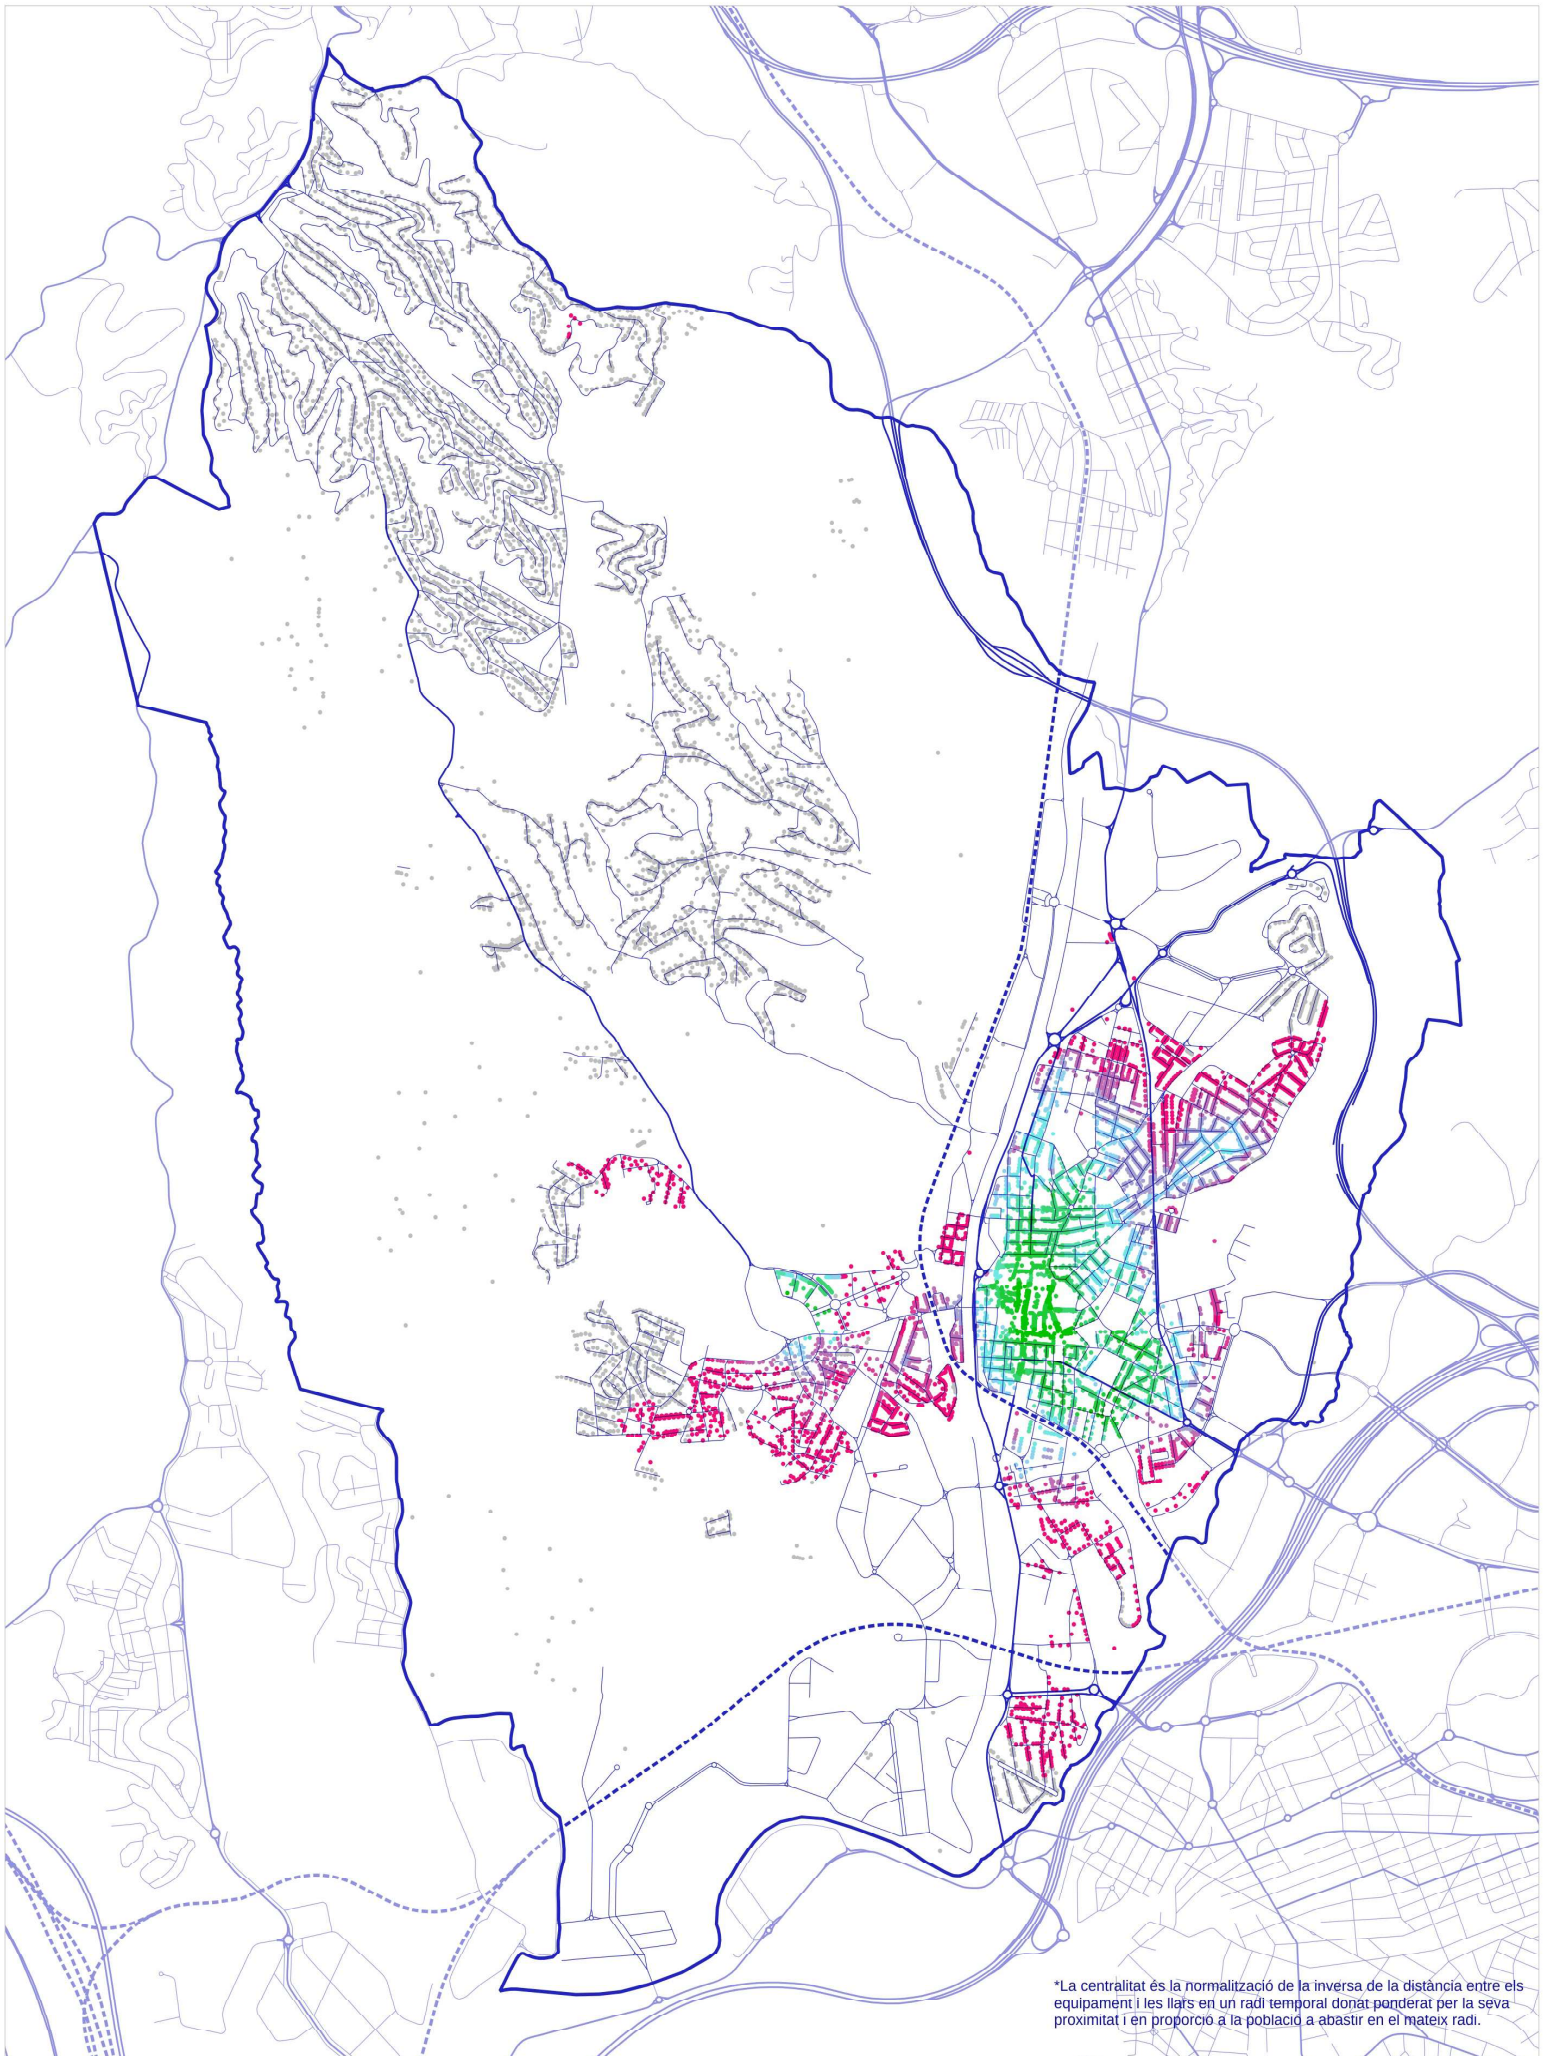 *La centralitat és la normalització de la inversa de la distància entre els
equipament i les llars en un radi temporal donat ponderat per la seva
proximitat i en proporció a la població a abastir en el mateix radi.